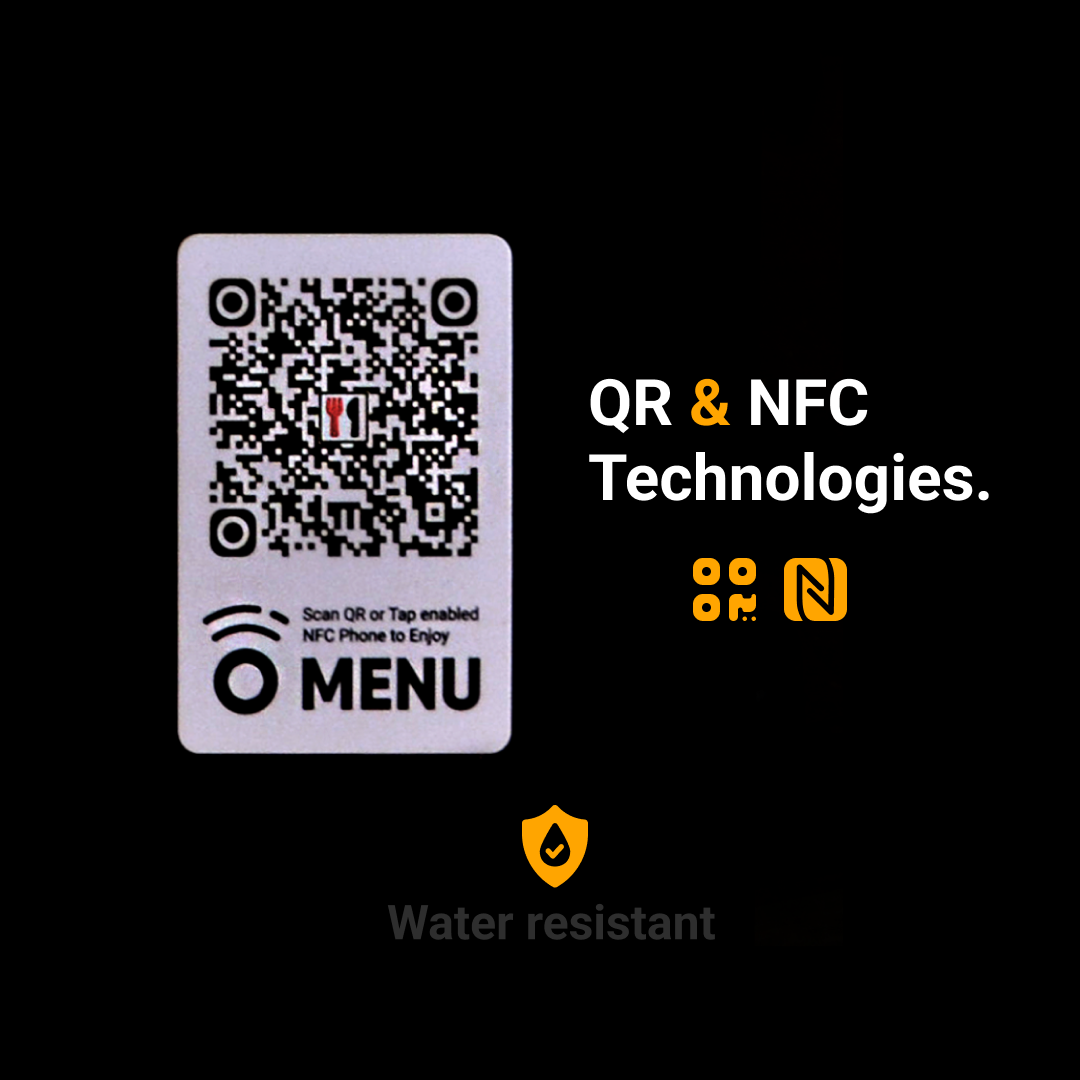 Scan QR or Tap enabled
NFC Phone to Enjoy
MENU
QR & NFC
Technologies.
Water resistant